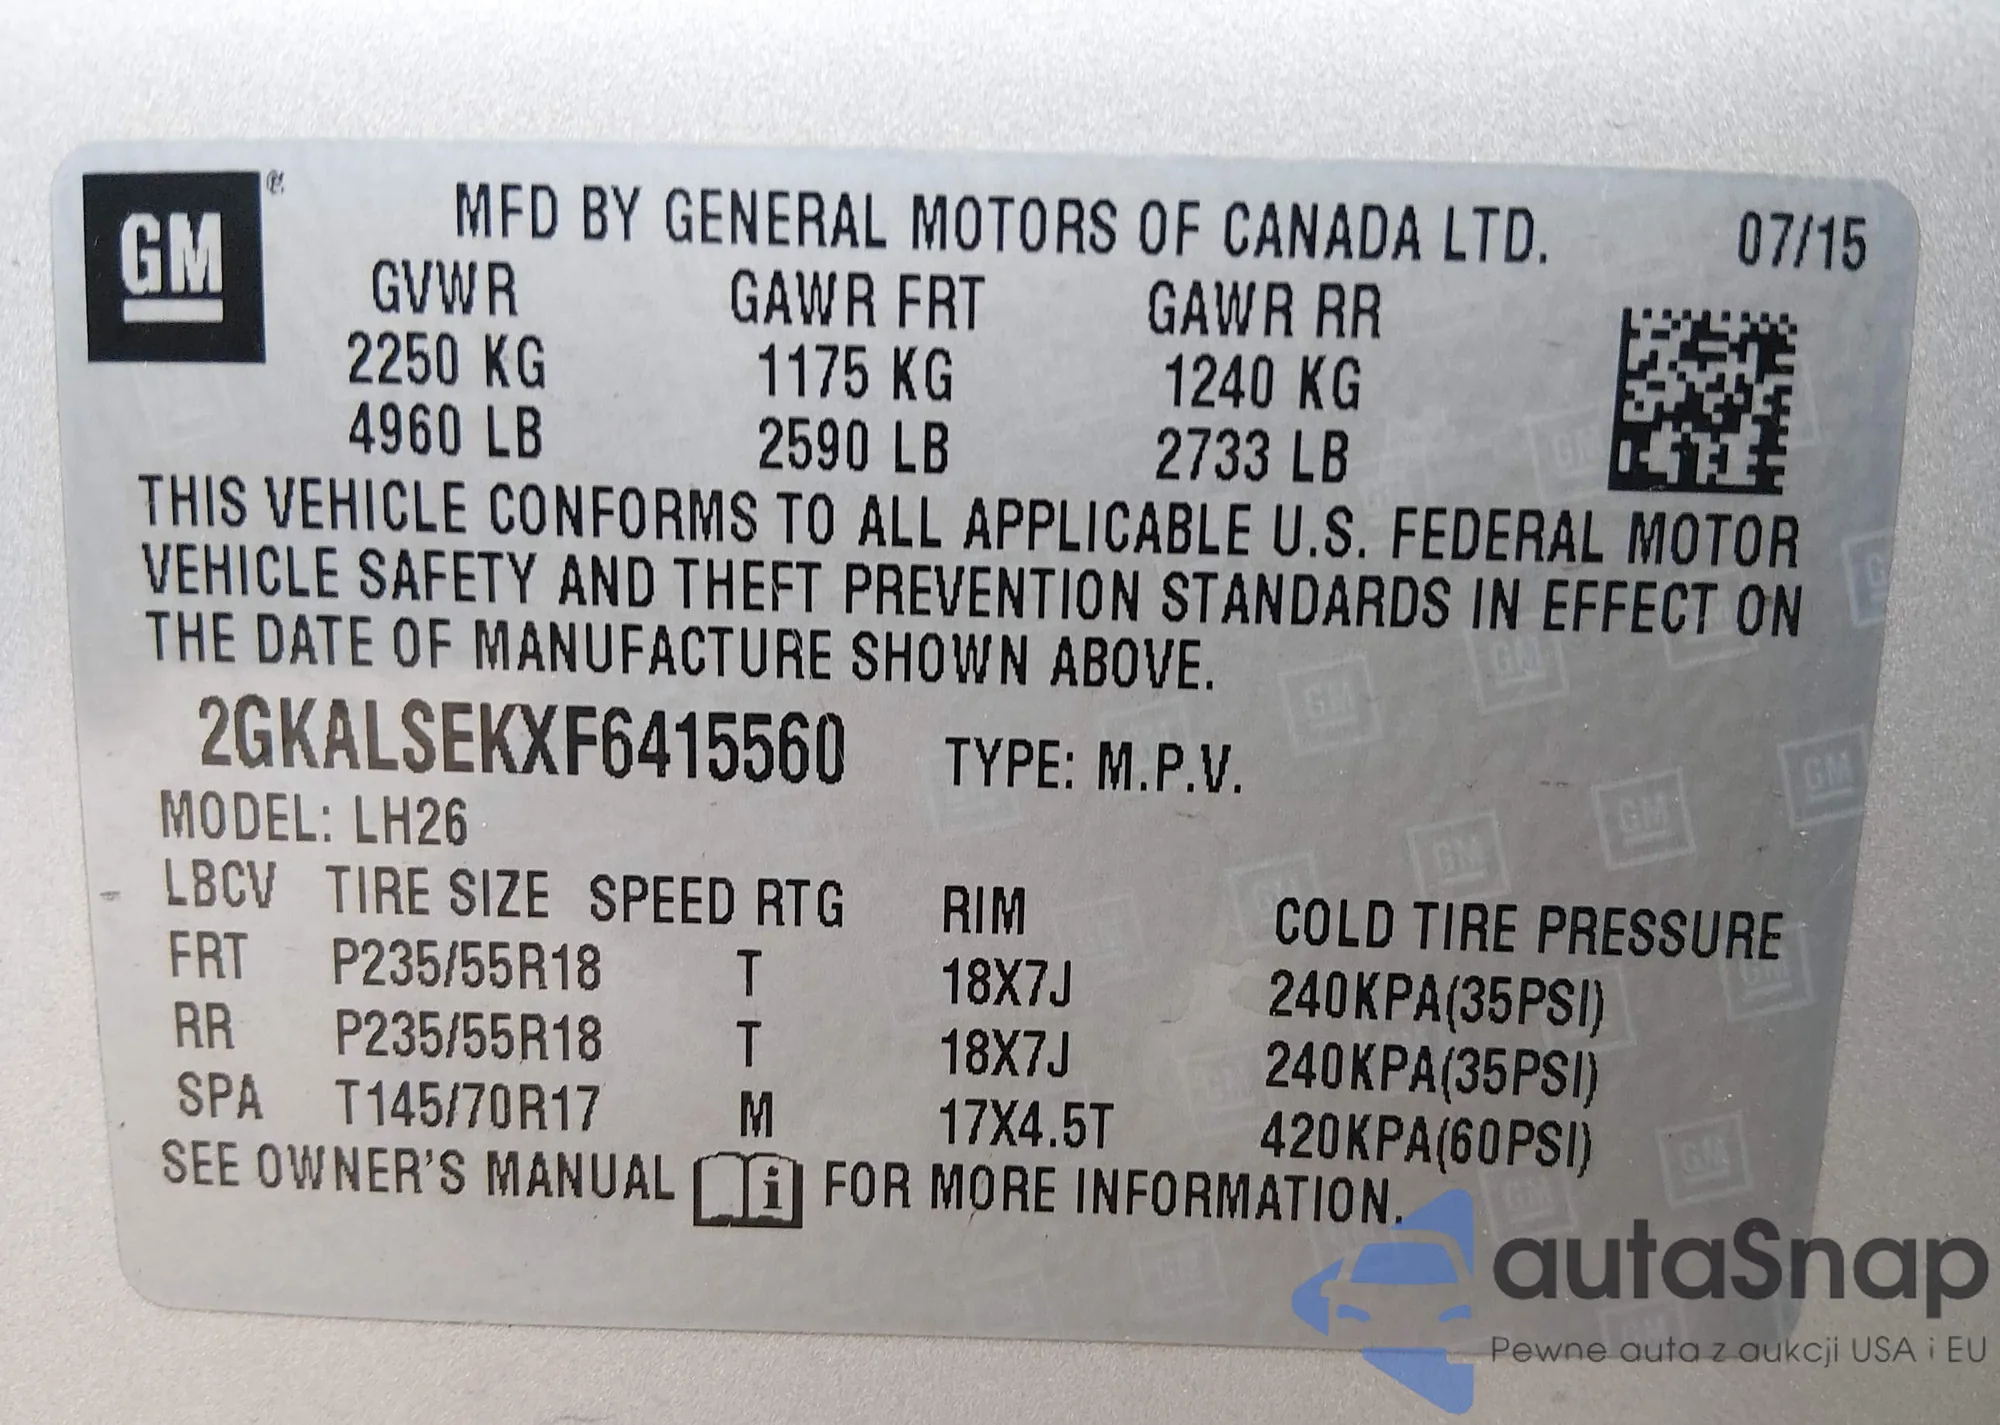 GM
MFD BY GENERAL MOTORS OF CANADA LTD. 07/15
GVWR GAWR FRT GAWR RR
2250 KG 1175 KG 1240 KG
4960 LB 2590 LB 2733 LB
THIS VEHICLE CONFORMS TO ALL APPLICABLE U.S. FEDERAL MOTOR
VEHICLE SAFETY AND THEFT PREVENTION STANDARDS IN EFFECT ON
THE DATE OF MANUFACTURE SHOWN ABOVE.
2GKALSEKXF6415560 TYPE: M.P.V.
MODEL: LH26
LBCV TIRE SIZE SPEED RTG RIM COLD TIRE PRESSURE
FRT P235/55R18 T 18X7J 240KPA(35PSI)
RR P235/55R18 T 18X7J 240KPA(35PSI)
SPA T145/70R17 M 17X4.5T 420KPA(60PSI)
SEE OWNER'S MANUAL i FOR MORE INFORMATION.
autaSnap
Pewne auta z aukcji USA i EU